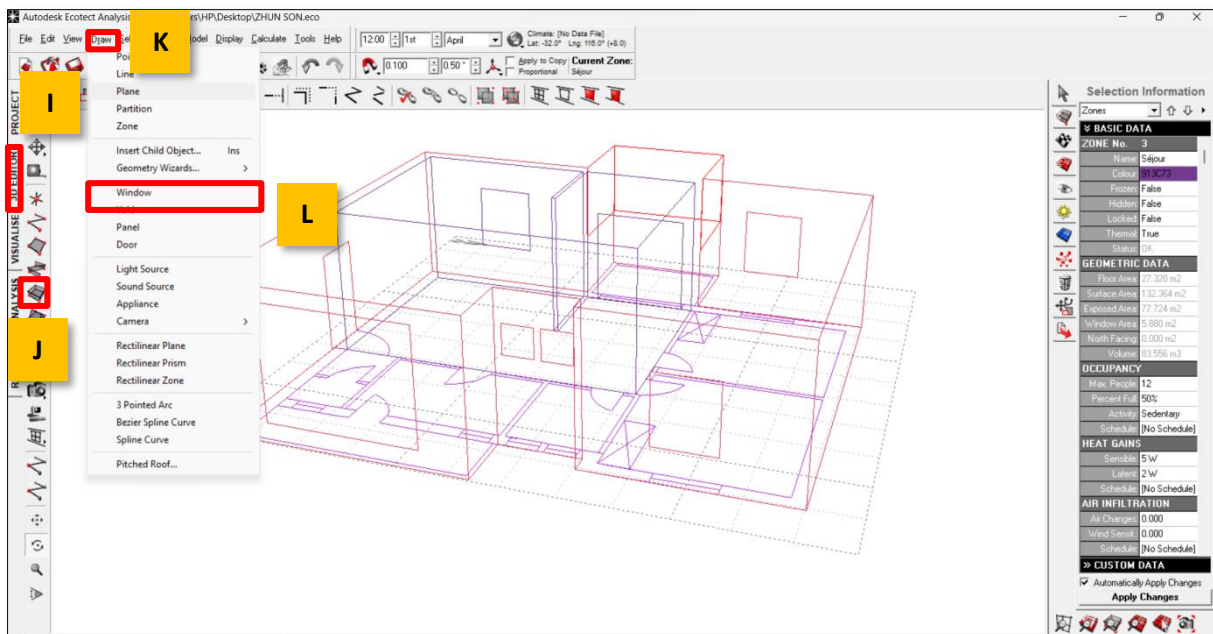 Autodesk Ecotect Analysis
rs\HP\Desktop\ZHUN SON.eco
File Edit View Draw Se odel Display Calculate Tools Help
12:00 1st April
Climate: [No Data File]
Lat: -32.0° Lng: 116.0° (+8.0)
0.100 0.50 °
Apply to Copy
Proportional
Current Zone:
Séjour
K
I
J
L
PROJECT
3D EDITOR
VISUALISE
Poi
Line
Plane
Partition
Zone
Insert Child Object... Ins
Geometry Wizards... >
Window
Panel
Door
Light Source
Sound Source
Appliance
Camera >
Rectilinear Plane
Rectilinear Prism
Rectilinear Zone
3 Pointed Arc
Bezier Spline Curve
Spline Curve
Pitched Roof...
Selection Information
Zones
BASIC DATA
ZONE No. 3
Name: Séjour
Colour: 913C73
Frozen: False
Hidden: False
Locked: False
Thermal: True
Status: OK
GEOMETRIC DATA
Floor Area: 27.320 m2
Surface Area: 132.364 m2
Exposed Area: 77.724 m2
Window Area: 5.880 m2
North Facing: 0.000 m2
Volume: 83.556 m3
OCCUPANCY
Max. People: 12
Percent Full: 50%
Activity: Sedentary
Schedule: [No Schedule]
HEAT GAINS
Sensible: 5 W
Latent: 2 W
Schedule: [No Schedule]
AIR INFILTRATION
Air Changes: 0.000
Wind Sensit.: 0.000
Schedule: [No Schedule]
» CUSTOM DATA
Automatically Apply Changes
Apply Changes